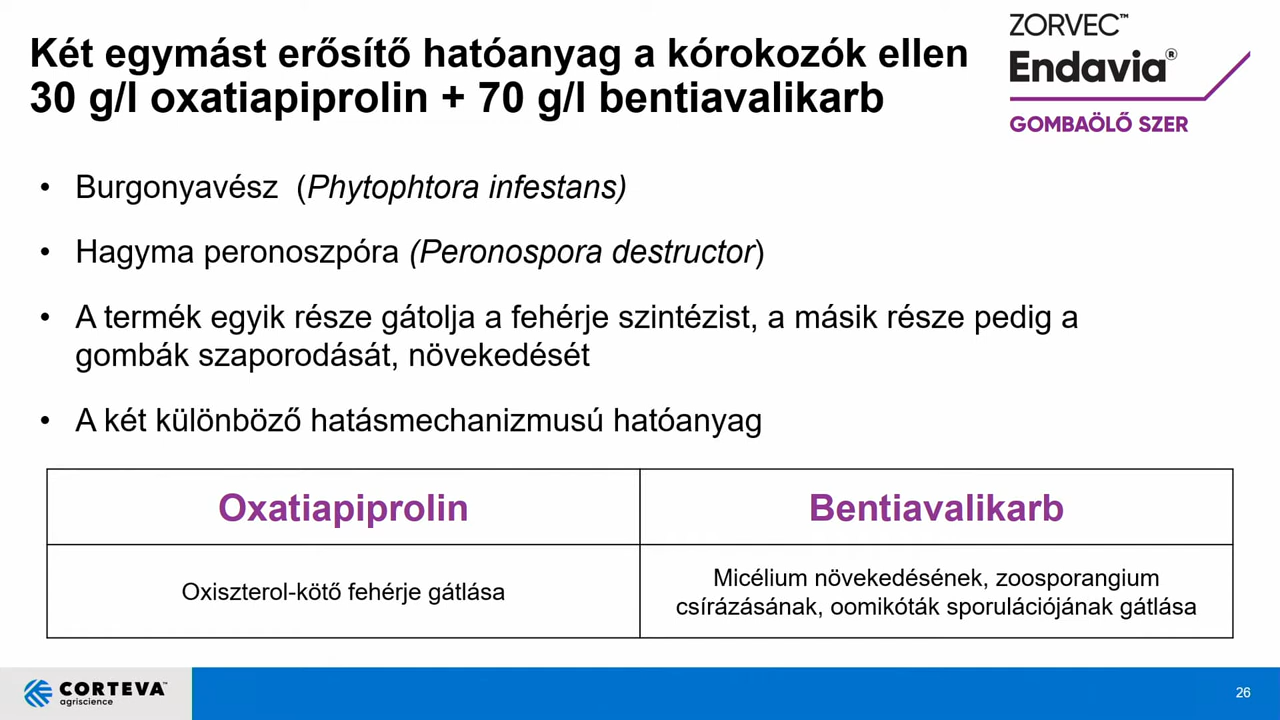 Két egymást erősítő hatóanyag a kórokozók ellen
30 g/l oxatiapiprolin + 70 g/l bentiavalikarb
ZORVEC™
Endavia®
GOMBAÖLŐ SZER
• Burgonyavész (Phytophtora infestans)
• Hagyma peronoszpóra (Peronospora destructor)
• A termék egyik része gátolja a fehérje szintézist, a másik része pedig a
gombák szaporodását, növekedését
• A két különböző hatásmechanizmusú hatóanyag
Oxatiapiprolin
Bentiavalikarb
Oxiszterol-kötő fehérje gátlása
Micélium növekedésének, zoosporangium
csírázásának, oomikóták sporulációjának gátlása
CORTEVA™
agriscience
26